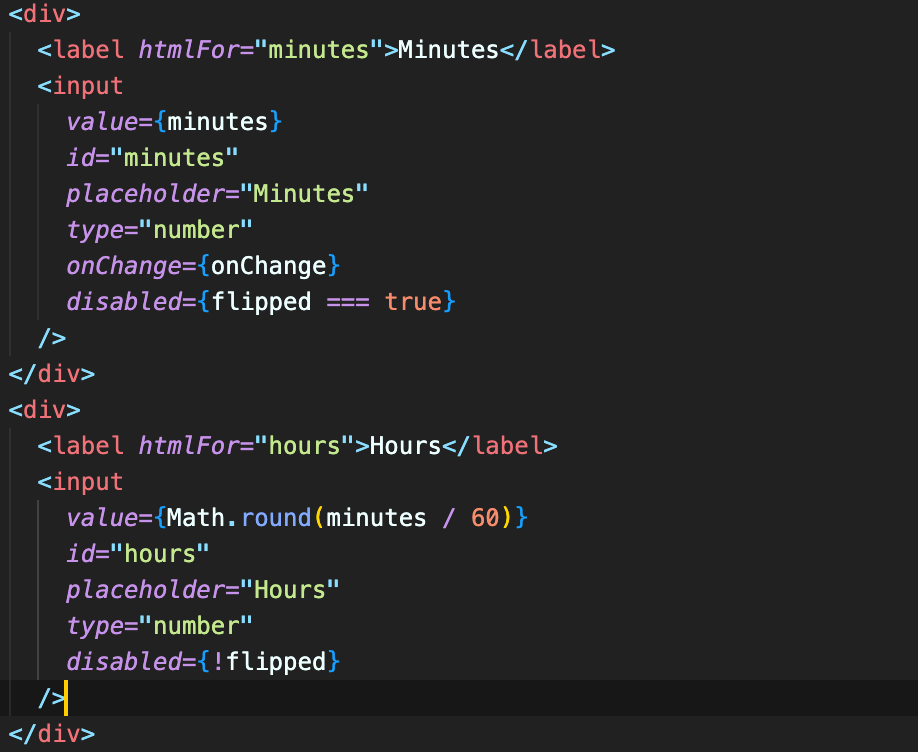 <div>
<label htmlFor="minutes">Minutes</label>
<input
value={minutes}
id="minutes"
placeholder="Minutes"
type="number"
onChange={onChange}
disabled={flipped === true}
/>
</div>
<div>
<label htmlFor="hours">Hours</label>
<input
value={Math.round(minutes / 60)}
id="hours"
placeholder="Hours"
type="number"
disabled={!flipped}
/>
</div>